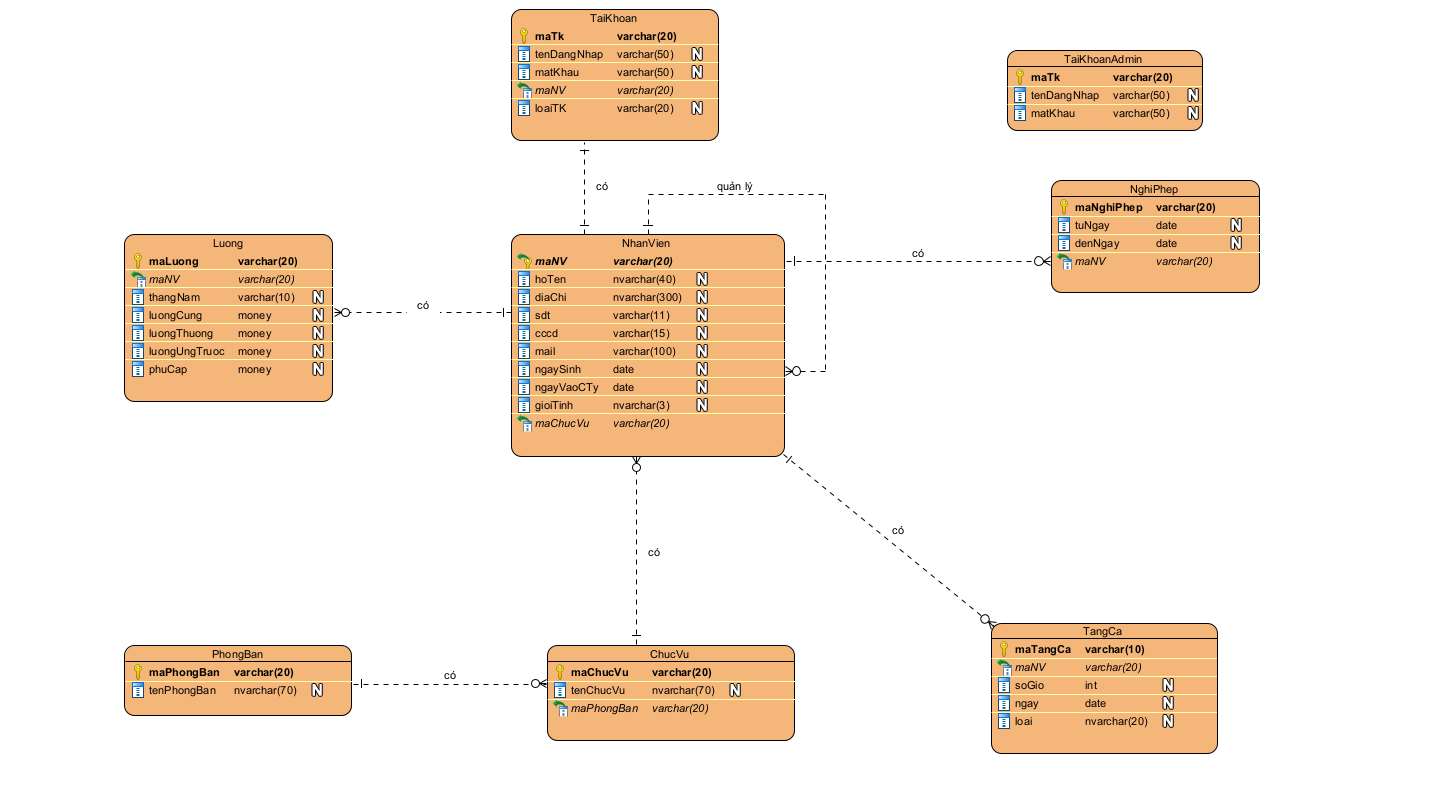 TaiKhoan
maTk varchar(20)
tenDangNhap varchar(50) N
matKhau varchar(50) N
maNV varchar(20)
loaiTK varchar(20) N
TaiKhoanAdmin
maTk varchar(20)
tenDangNhap varchar(50) N
matKhau varchar(50) N
có
quản lý
NghiPhep
maNghiPhep varchar(20)
tuNgay date N
denNgay date N
maNV varchar(20)
Luong
maLuong varchar(20)
maNV varchar(20)
thangNam varchar(10) N
luongCung money N
luongThuong money N
luongUngTruoc money N
phuCap money N
có
NhanVien
maNV varchar(20)
hoTen nvarchar(40) N
diaChi nvarchar(300) N
sdt varchar(11) N
cccd varchar(15) N
mail varchar(100) N
ngaySinh date N
ngayVaoCTy date N
gioiTinh nvarchar(3) N
maChucVu varchar(20)
có
có
có
PhongBan
maPhongBan varchar(20)
tenPhongBan nvarchar(70) N
có
ChucVu
maChucVu varchar(20)
tenChucVu nvarchar(70) N
maPhongBan varchar(20)
TangCa
maTangCa varchar(10)
maNV varchar(20)
soGio int N
ngay date N
loai nvarchar(20) N